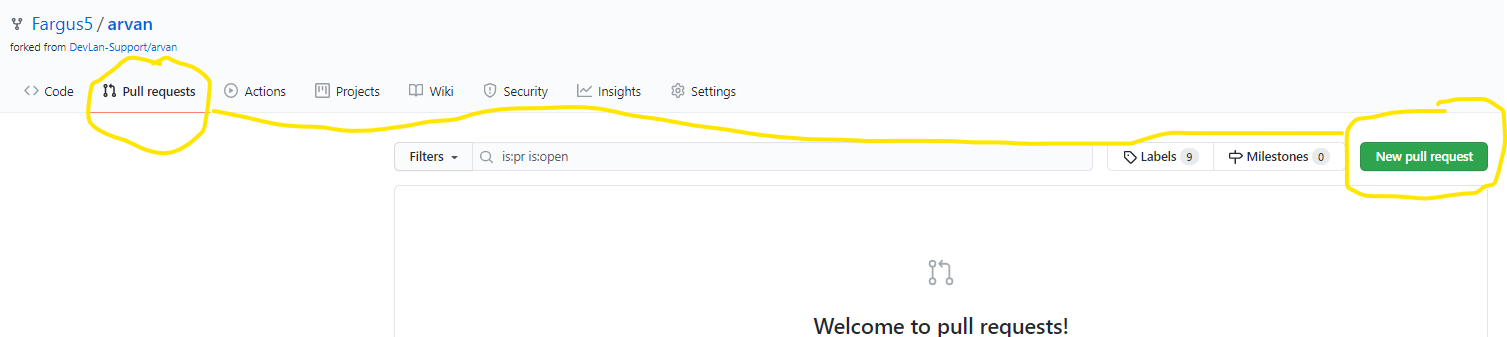 Fargus5 / arvan
forked from DevLan-Support/arvan
Code Pull requests Actions Projects Wiki Security Insights Settings
Filters is:pr is:open Labels 9 Milestones 0 New pull request
Welcome to pull requests!